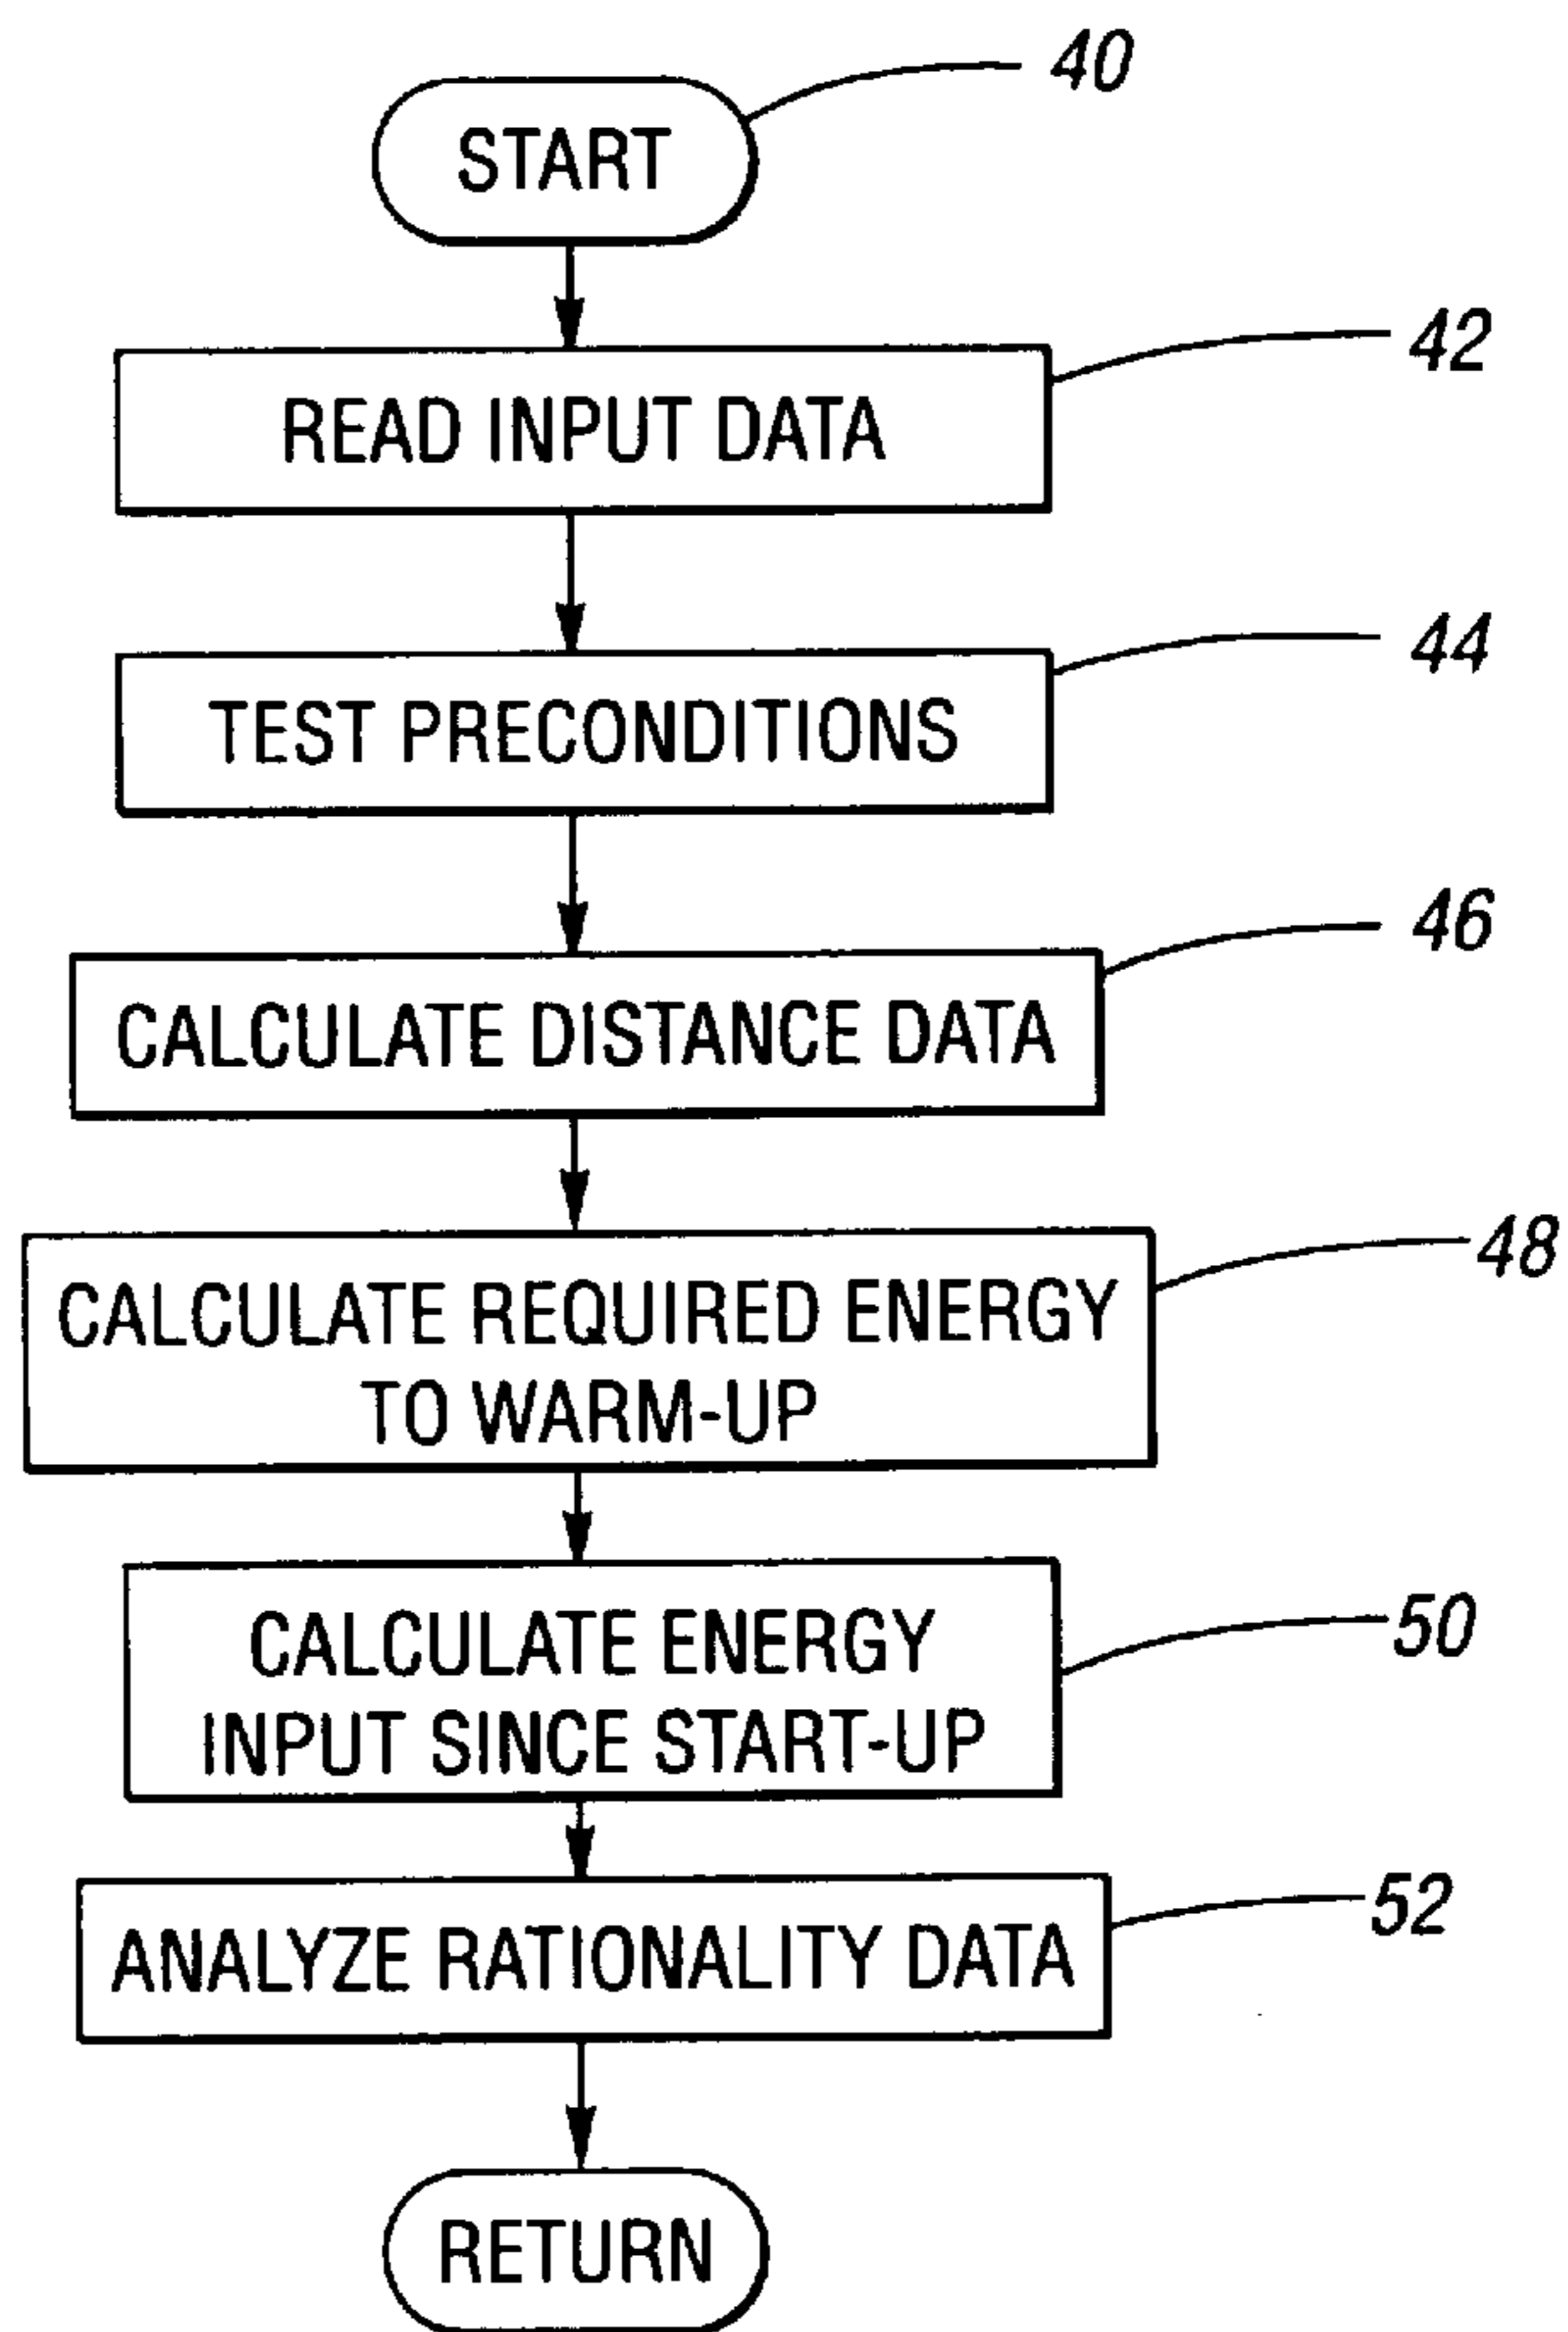 START
40
READ INPUT DATA
42
TEST PRECONDITIONS
44
CALCULATE DISTANCE DATA
46
CALCULATE REQUIRED ENERGY
TO WARM-UP
48
CALCULATE ENERGY
INPUT SINCE START-UP
50
ANALYZE RATIONALITY DATA
52
RETURN